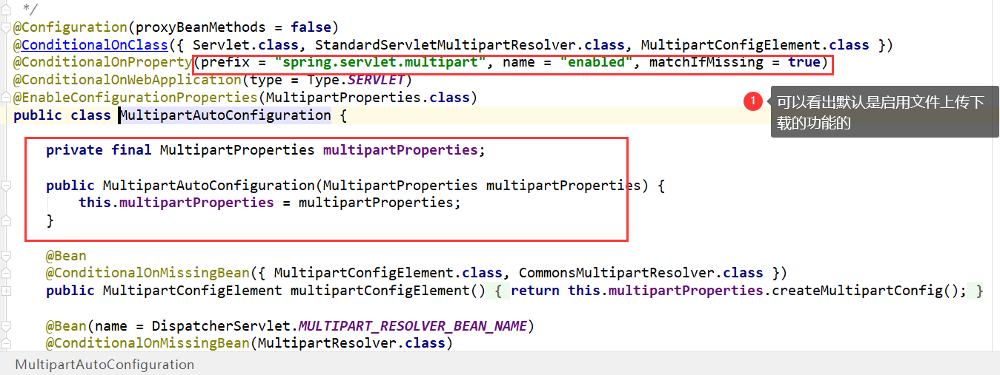 */
@Configuration(proxyBeanMethods = false)
@ConditionalOnClass({ Servlet.class, StandardServletMultipartResolver.class, MultipartConfigElement.class })
@ConditionalOnProperty(prefix = "spring.servlet.multipart", name = "enabled", matchIfMissing = true)
@ConditionalOnWebApplication(type = Type.SERVLET)
@EnableConfigurationProperties(MultipartProperties.class)
1 可以看出默认是启用文件上传下
载的功能的
public class MultipartAutoConfiguration {
private final MultipartProperties multipartProperties;
public MultipartAutoConfiguration(MultipartProperties multipartProperties) {
this.multipartProperties = multipartProperties;
}
@Bean
@ConditionalOnMissingBean({ MultipartConfigElement.class, CommonsMultipartResolver.class })
public MultipartConfigElement multipartConfigElement() { return this.multipartProperties.createMultipartConfig(); }
@Bean(name = DispatcherServlet.MULTIPART_RESOLVER_BEAN_NAME)
@ConditionalOnMissingBean(MultipartResolver.class)
MultipartAutoConfiguration